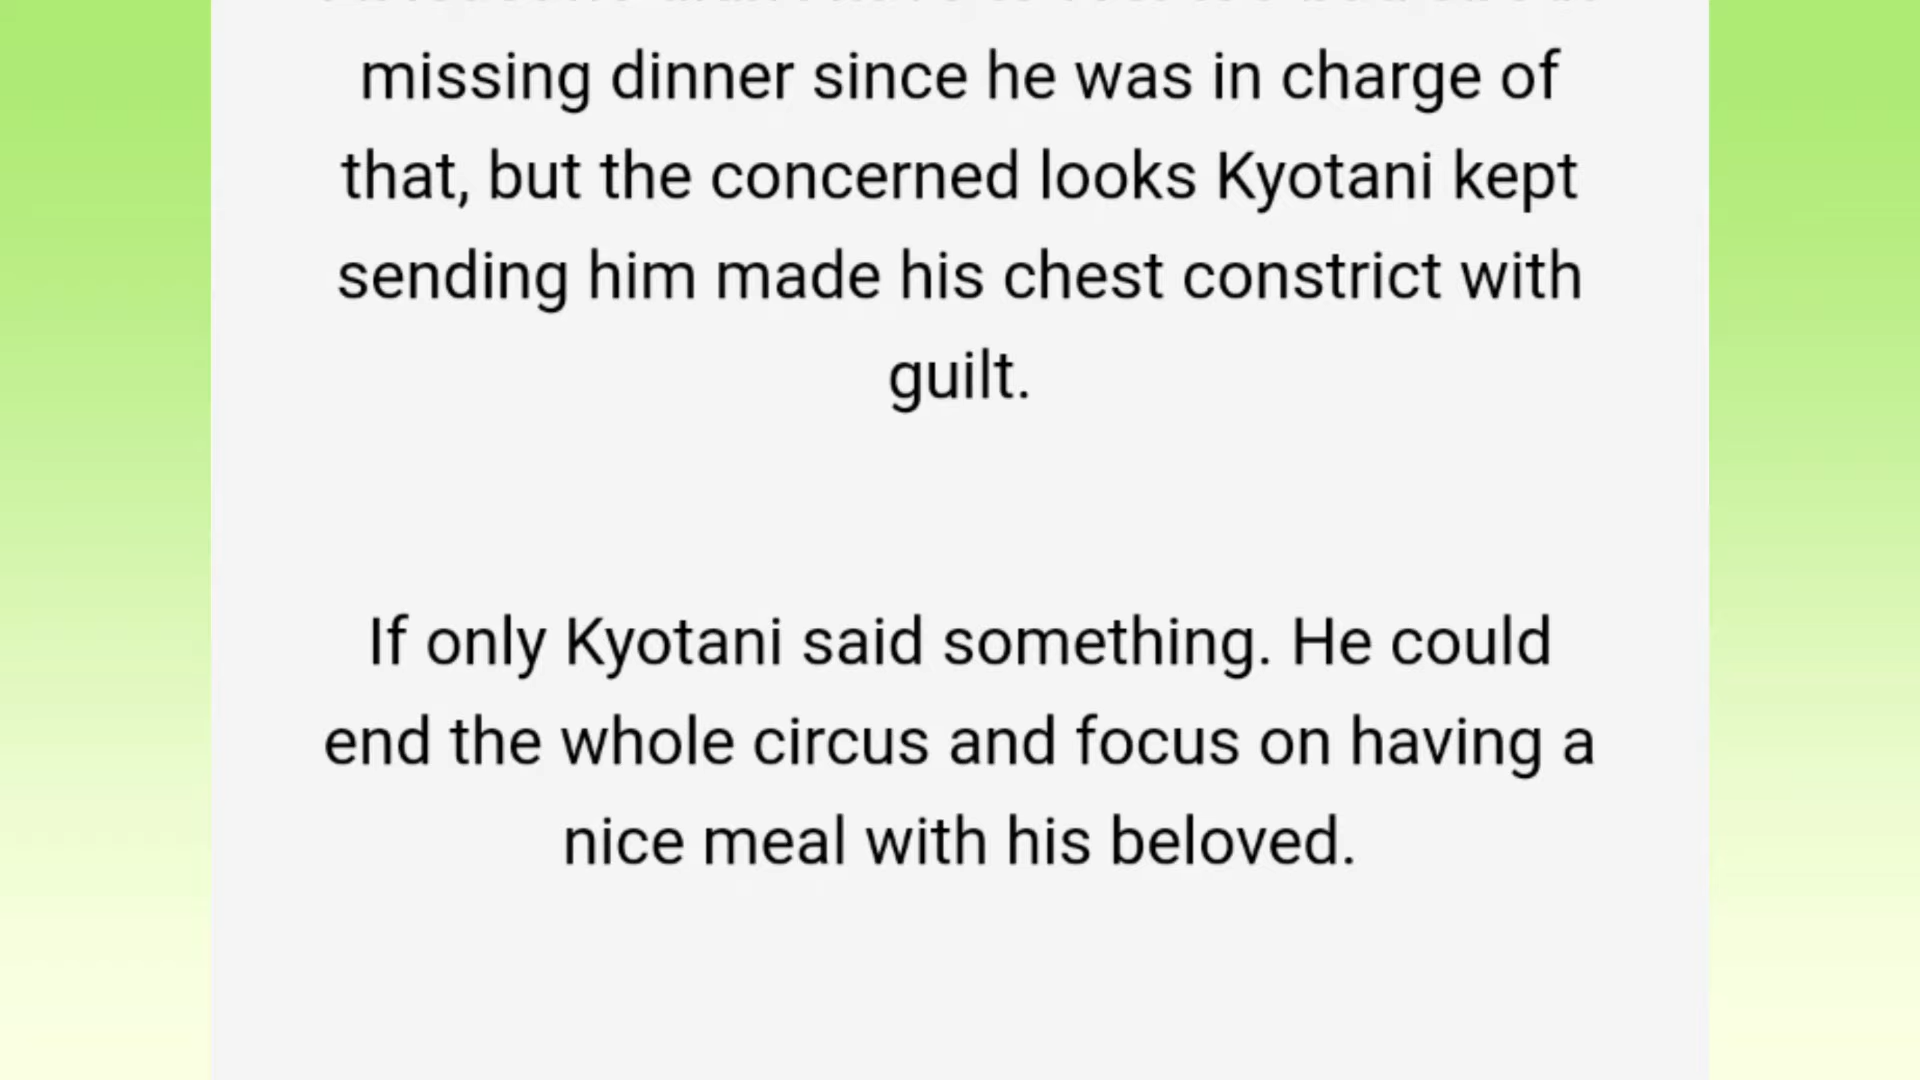 missing dinner since he was in charge of
that, but the concerned looks Kyotani kept
sending him made his chest constrict with
guilt.
If only Kyotani said something. He could
end the whole circus and focus on having a
nice meal with his beloved.